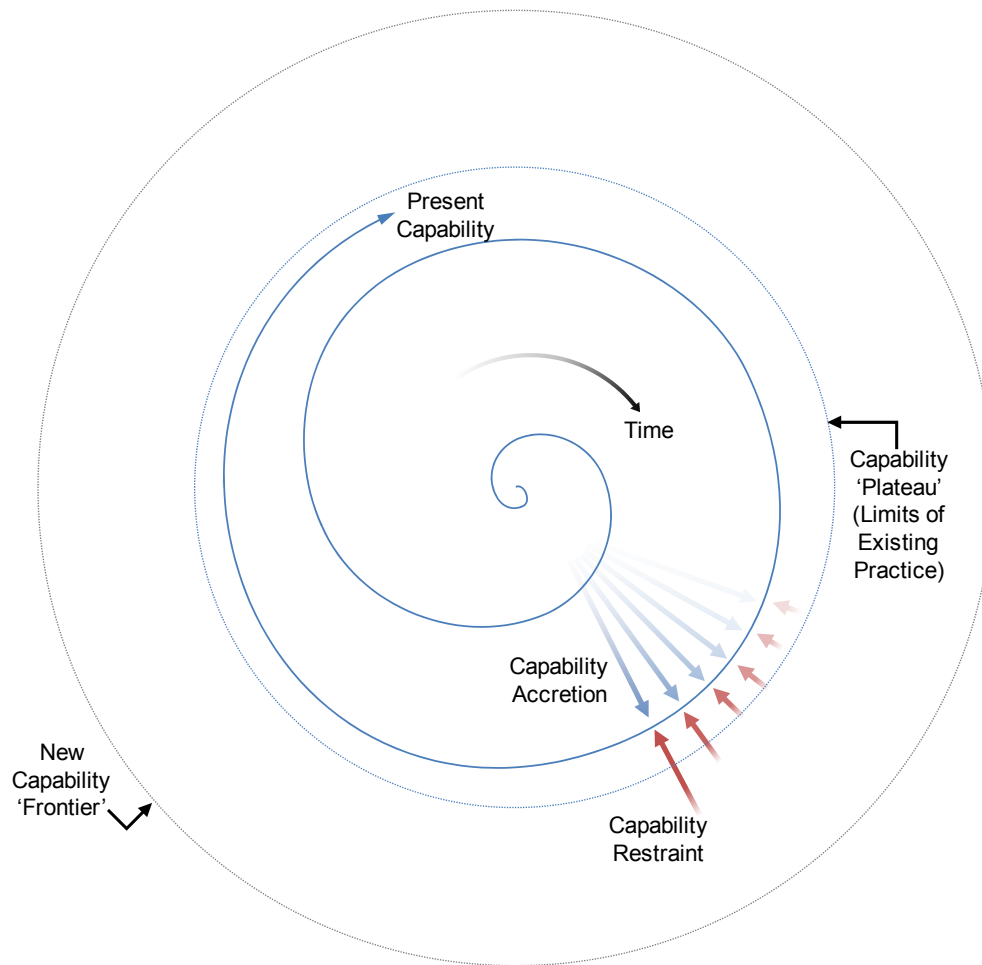 Present
Capability
Time
Capability
‘Plateau’
(Limits of
Existing
Practice)
Capability
Accretion
New
Capability
‘Frontier’
Capability
Restraint